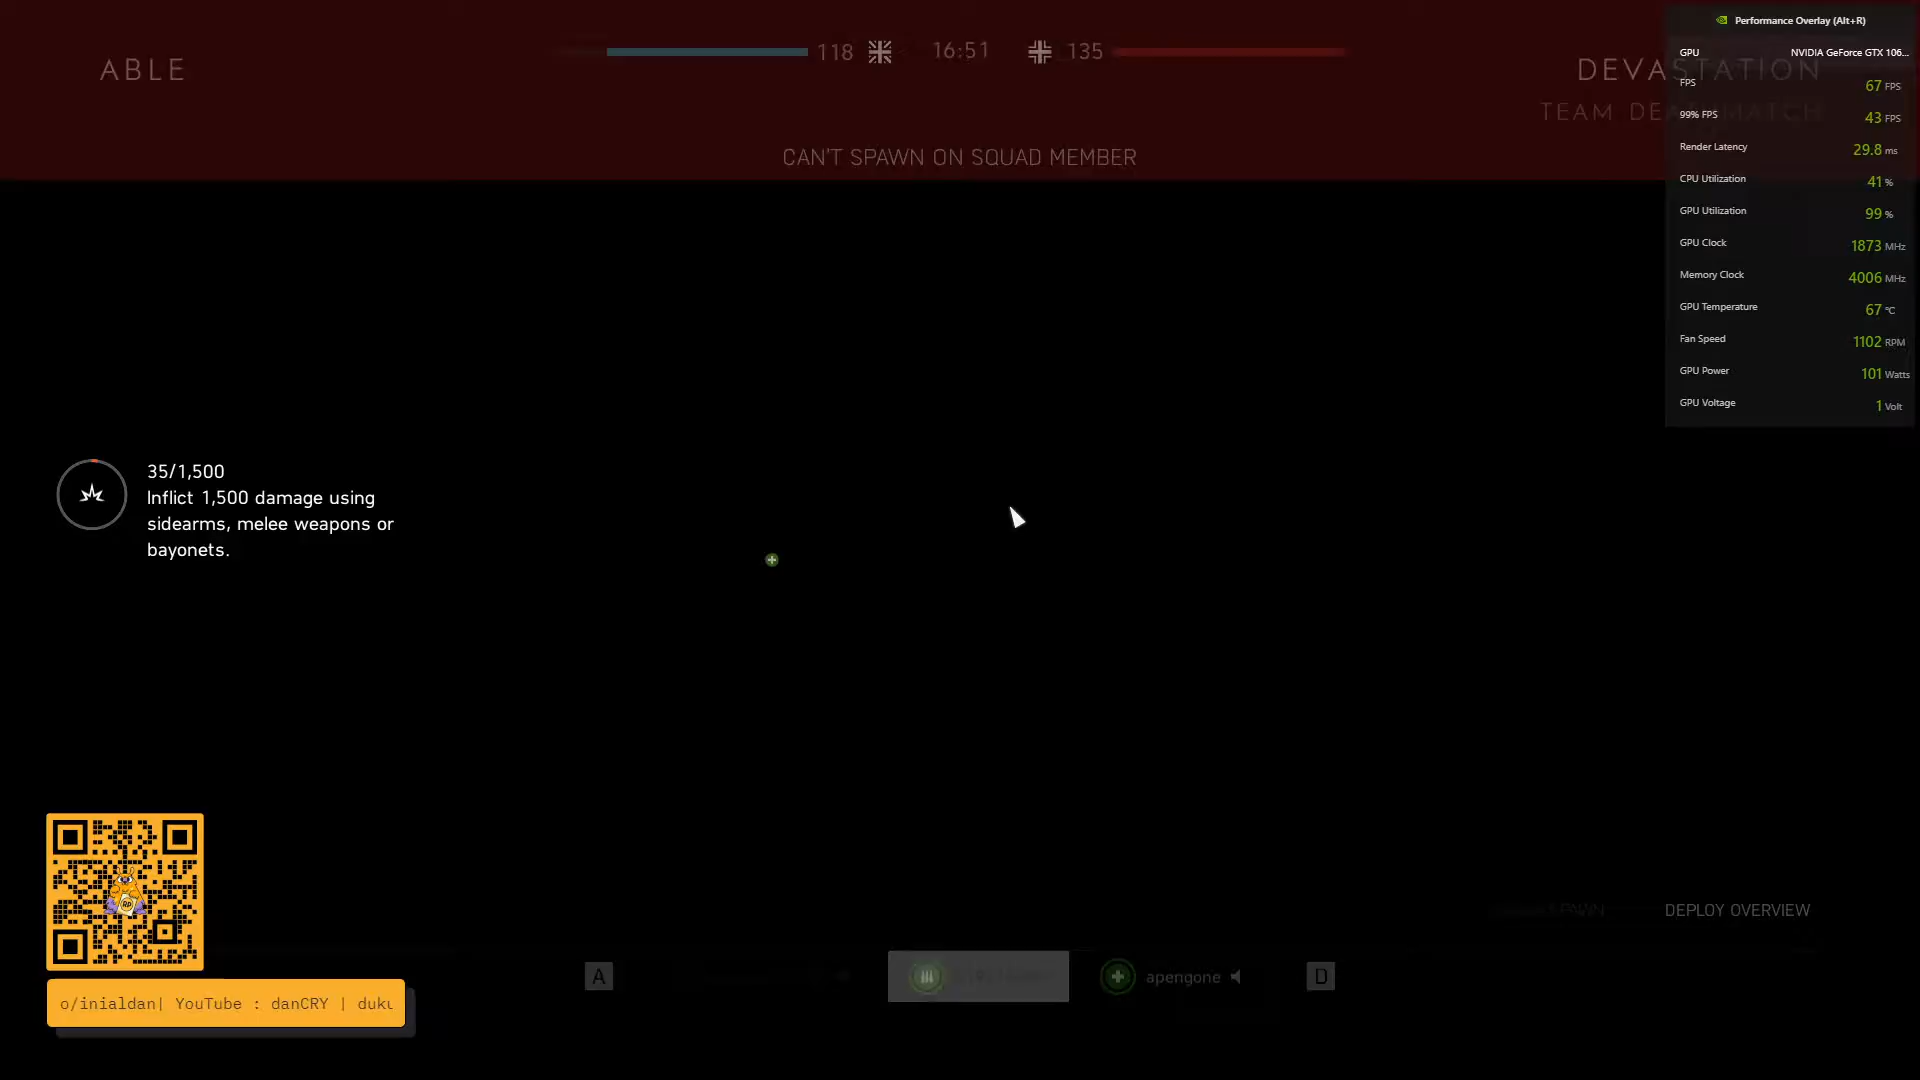 ABLE
118
16:51
135
DEVASTATION
TEAM DEATHMATCH
CAN'T SPAWN ON SQUAD MEMBER
Performance Overlay (Alt+R)
GPU NVIDIA GeForce GTX 106...
FPS 67 FPS
99% FPS 43 FPS
Render Latency 29.8 ms
CPU Utilization 41 %
GPU Utilization 99 %
GPU Clock 1873 MHz
Memory Clock 4006 MHz
GPU Temperature 67 °C
Fan Speed 1102 RPM
GPU Power 101 Watts
GPU Voltage 1 Volt
35/1,500
Inflict 1,500 damage using
sidearms, melee weapons or
bayonets.
RP
DEPLOY OVERVIEW
A
apengone
D
o/inialdan| YouTube : danCRY | duku